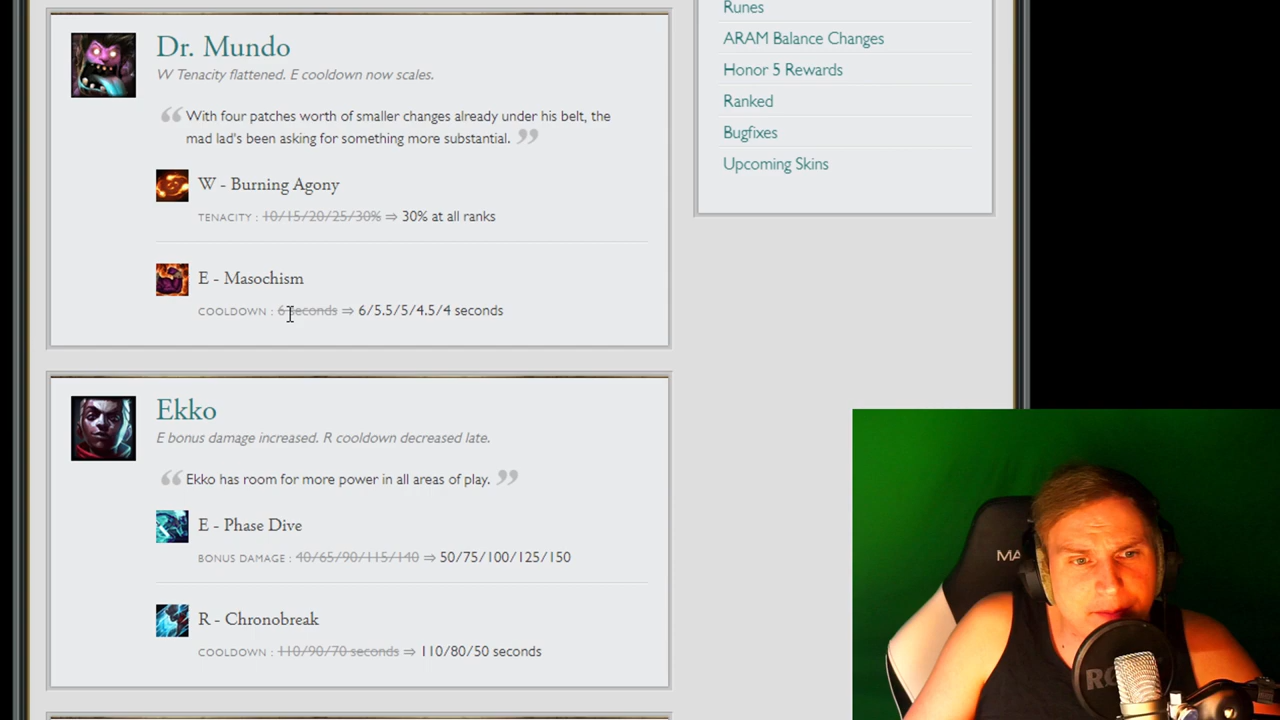 Dr. Mundo
W Tenacity flattened. E cooldown now scales.
“ With four patches worth of smaller changes already under his belt, the
mad lad's been asking for something more substantial. ”
W - Burning Agony
TENACITY : 10/15/20/25/30% ⇒ 30% at all ranks
E - Masochism
COOLDOWN : 6 seconds ⇒ 6/5.5/5/4.5/4 seconds
Ekko
E bonus damage increased. R cooldown decreased late.
“ Ekko has room for more power in all areas of play. ”
E - Phase Dive
BONUS DAMAGE : 40/65/90/115/140 ⇒ 50/75/100/125/150
R - Chronobreak
COOLDOWN : 110/90/70 seconds ⇒ 110/80/50 seconds
Runes
ARAM Balance Changes
Honor 5 Rewards
Ranked
Bugfixes
Upcoming Skins
MA